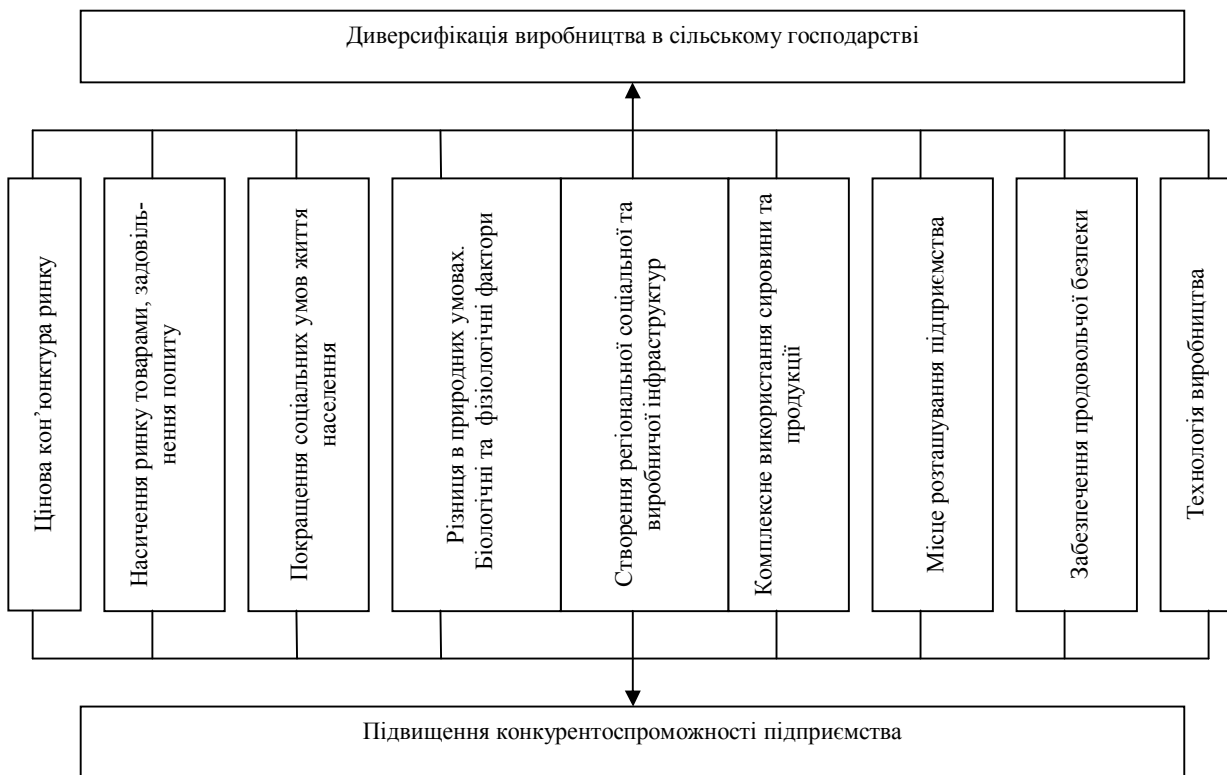 Диверсифікація виробництва в сільському господарстві
Цінова кон’юнктура ринку
Насичення ринку товарами, задовіль-
нення попиту
Покращення соціальних умов життя
населення
Різниця в природних умовах.
Біологічні та фізіологічні фактори
Створення регіональної соціальної та
виробничої інфраструктур
Комплексне використання сировини та
продукції
Місце розташування підприємства
Забезпечення продовольчої безпеки
Технологія виробництва
Підвищення конкурентоспроможності підприємства